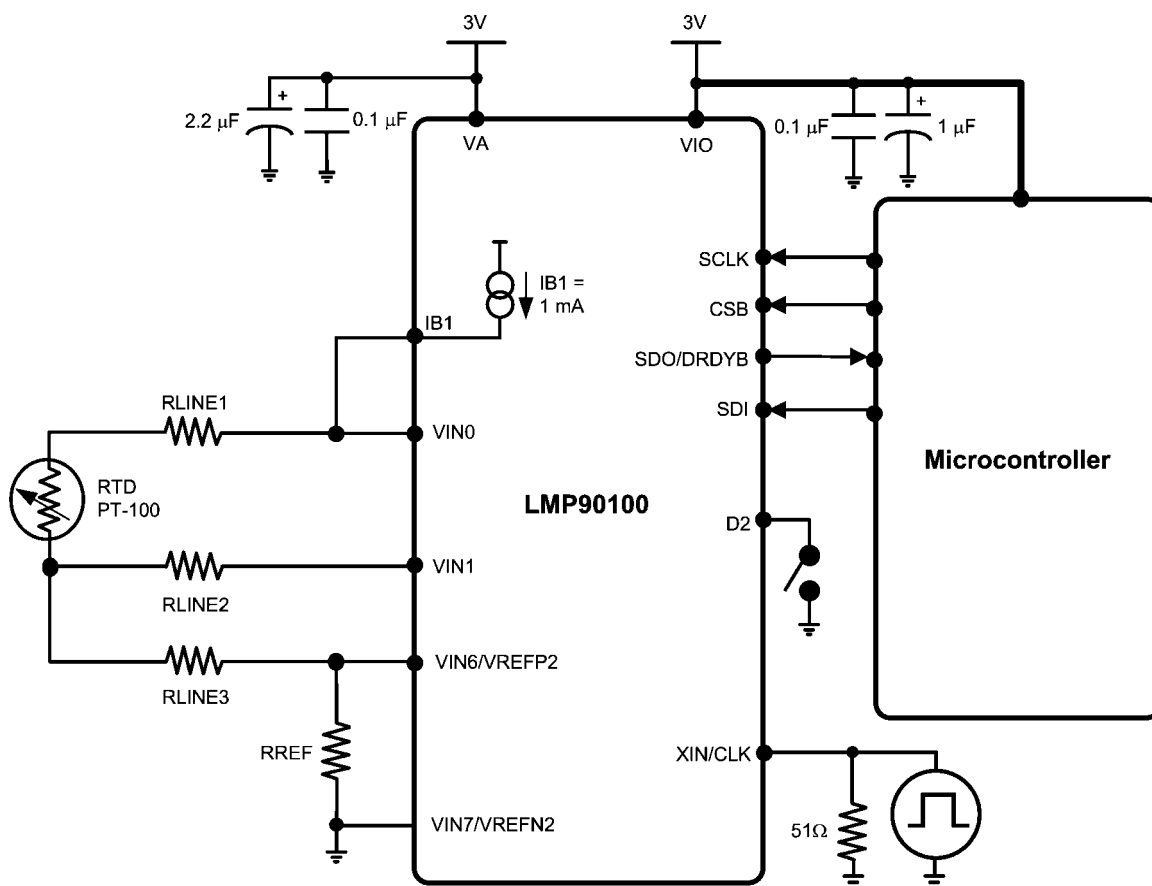 3V
3V
+
2.2 μF
0.1 μF
0.1 μF
+
1 μF
VA
VIO
SCLK
IB1 =
1 mA
CSB
IB1
SDO/DRDYB
RLINE1
SDI
VIN0
Microcontroller
RTD
PT-100
LMP90100
D2
VIN1
RLINE2
VIN6/VREFP2
RLINE3
RREF
XIN/CLK
VIN7/VREFN2
51Ω